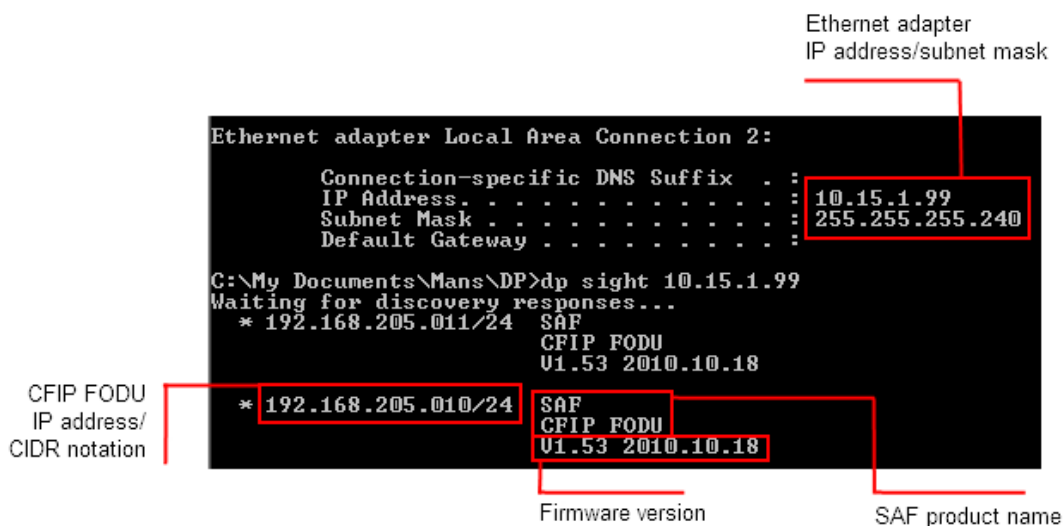 Ethernet adapter
IP address/subnet mask
Ethernet adapter Local Area Connection 2:
Connection-specific DNS Suffix . :
IP Address. . . . . . . . . . . . : 10.15.1.99
Subnet Mask . . . . . . . . . . . : 255.255.255.240
Default Gateway . . . . . . . . . :
C:\My Documents\Mans\DP>dp sight 10.15.1.99
Waiting for discovery responses...
* 192.168.205.011/24 SAF
CFIP FODU
V1.53 2010.10.18
CFIP FODU
IP address/
CIDR notation
* 192.168.205.010/24 SAF
CFIP FODU
V1.53 2010.10.18
Firmware version
SAF product name